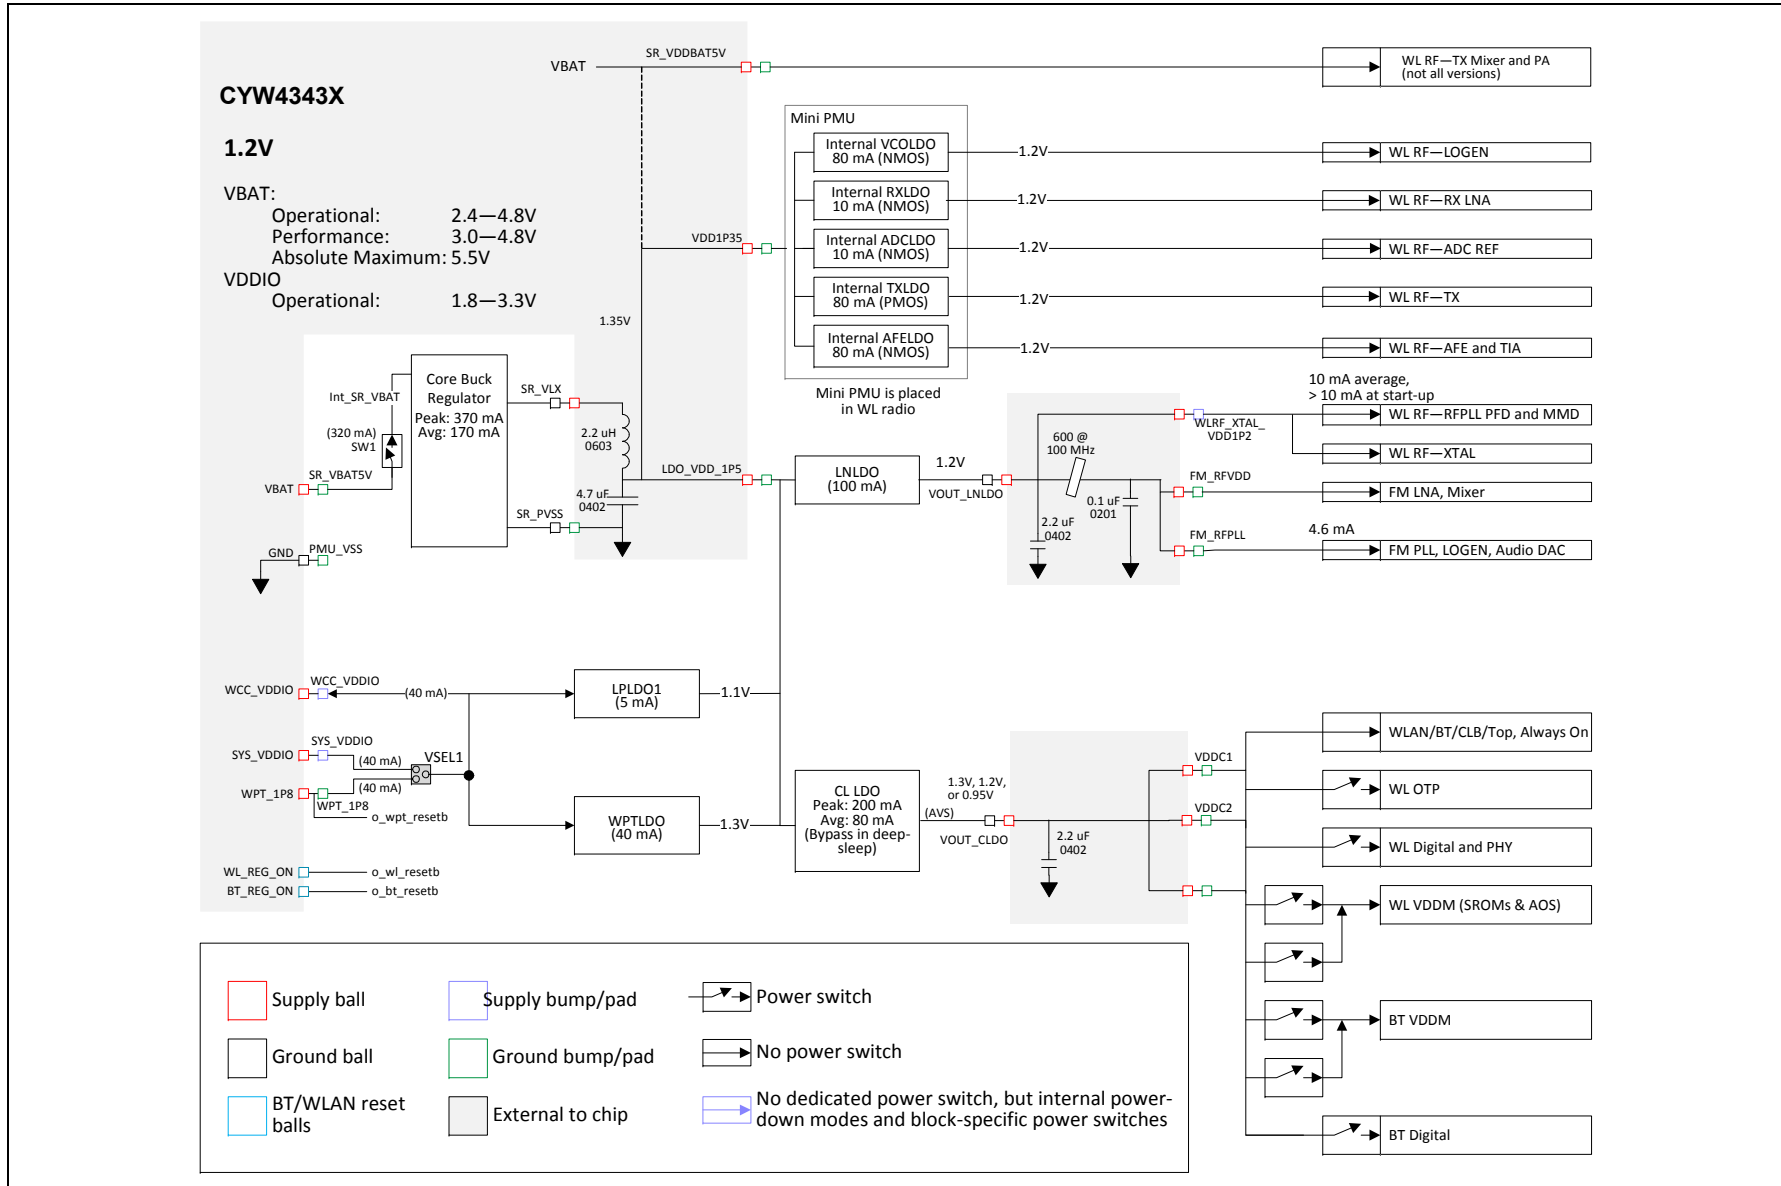 SR_VDDBAT5V
VBAT
WL RF—TX Mixer and PA
(not all versions)
CYW4343X
1.2V
VBAT:
Operational: 2.4—4.8V
Performance: 3.0—4.8V
Absolute Maximum: 5.5V
VDDIO
Operational: 1.8—3.3V
Mini PMU
Internal VCOLDO
80 mA (NMOS)
1.2V
WL RF—LOGEN
Internal RXLDO
10 mA (NMOS)
1.2V
WL RF—RX LNA
VDD1P35
Internal ADCLDO
10 mA (NMOS)
1.2V
WL RF—ADC REF
Internal TXLDO
80 mA (PMOS)
1.2V
WL RF—TX
Internal AFELDO
80 mA (NMOS)
1.2V
WL RF—AFE and TIA
Mini PMU is placed
in WL radio
1.35V
Core Buck
Regulator
Peak: 370 mA
Avg: 170 mA
Int_SR_VBAT
(320 mA)
SW1
SR_VBAT5V
VBAT
SR_VLX
2.2 uH
0603
4.7 uF
0402
SR_PVSS
GND
PMU_VSS
LDO_VDD_1P5
LNLDO
(100 mA)
1.2V
VOUT_LNLDO
600 @
100 MHz
2.2 uF
0402
0.1 uF
0201
WLRF_XTAL_
VDD1P2
10 mA average,
> 10 mA at start-up
WL RF—RFPLL PFD and MMD
WL RF—XTAL
FM_RFVDD
FM LNA, Mixer
FM_RFPLL
4.6 mA
FM PLL, LOGEN, Audio DAC
WCC_VDDIO
WCC_VDDIO
(40 mA)
LPLDO1
(5 mA)
1.1V
SYS_VDDIO
SYS_VDDIO
(40 mA)
VSEL1
WPT_1P8
(40 mA)
WPT_1P8
o_wpt_resetb
WPTLDO
(40 mA)
1.3V
WL_REG_ON
o_wl_resetb
BT_REG_ON
o_bt_resetb
CL LDO
Peak: 200 mA
Avg: 80 mA
(Bypass in deep-
sleep)
1.3V, 1.2V,
or 0.95V
(AVS)
VOUT_CLDO
2.2 uF
0402
VDDC1
VDDC2
WLAN/BT/CLB/Top, Always On
WL OTP
WL Digital and PHY
WL VDDM (SROMs & AOS)
BT VDDM
BT Digital
Supply ball
Supply bump/pad
Power switch
Ground ball
Ground bump/pad
No power switch
BT/WLAN reset
balls
External to chip
No dedicated power switch, but internal power-
down modes and block-specific power switches